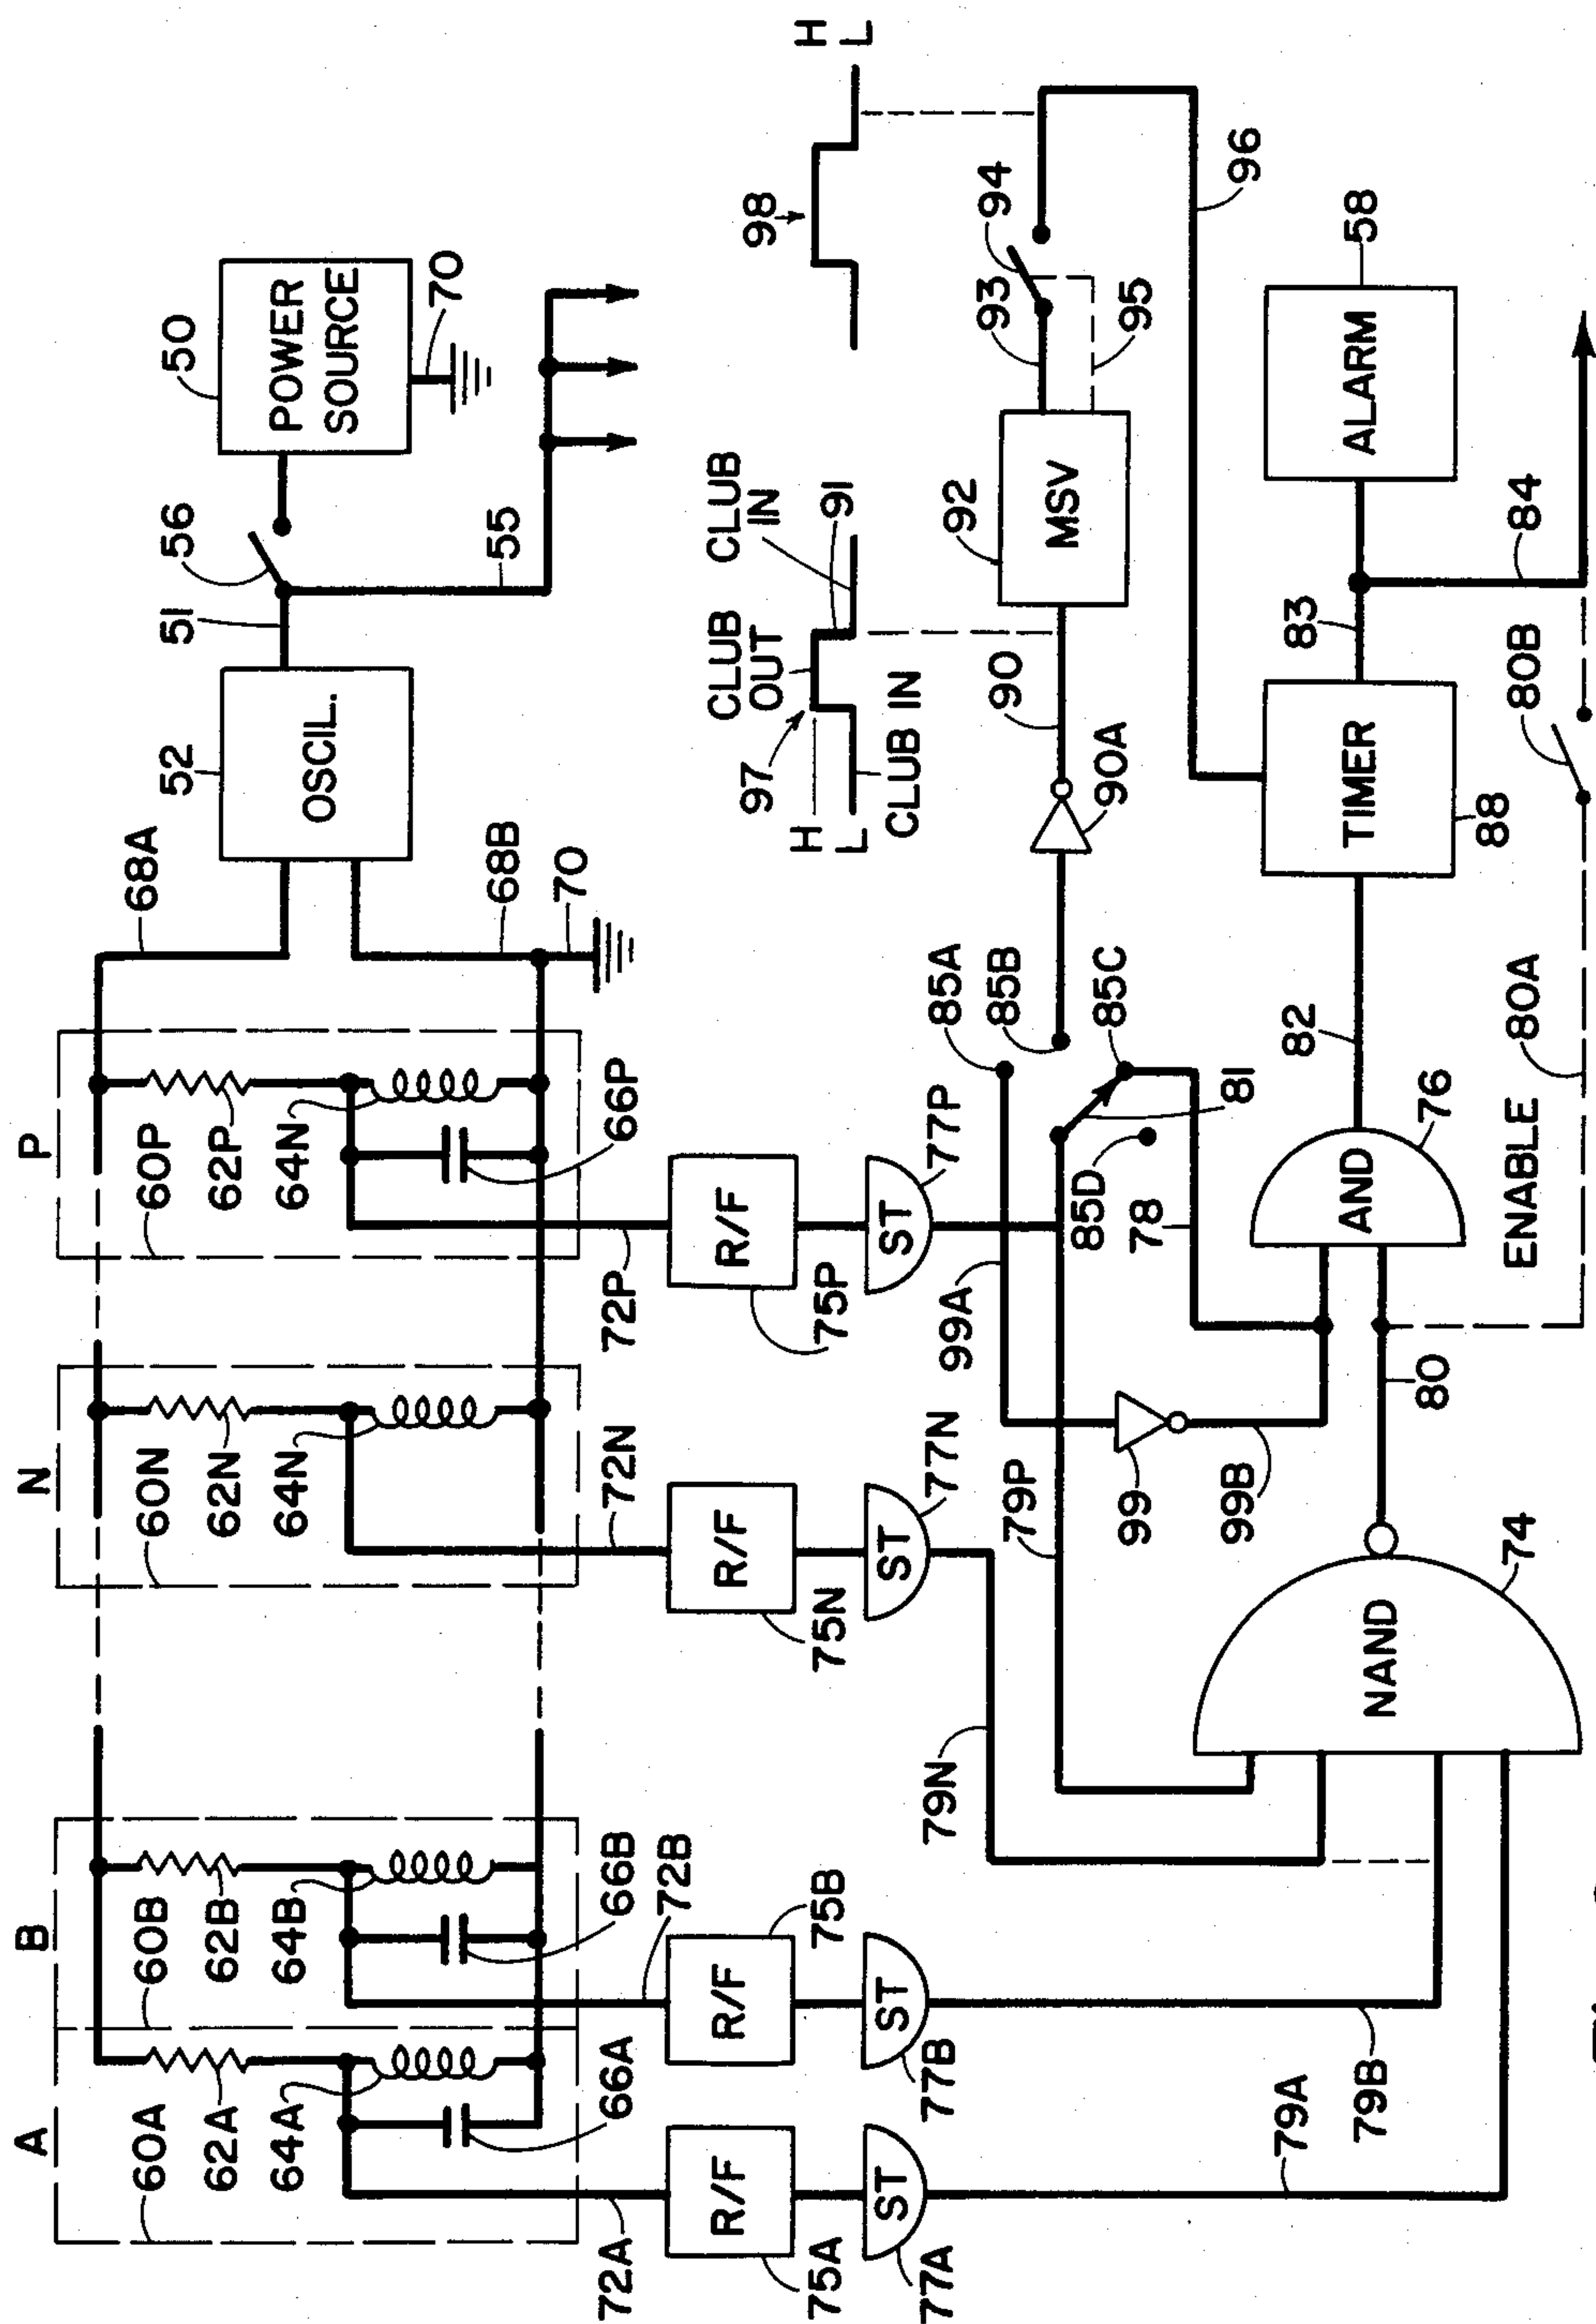 A
B
N
P
60A
62A
64A
66A
72A
75A
R/F
77A
ST
79A
60B
62B
64B
66B
72B
75B
R/F
77B
ST
79B
60N
62N
64N
72N
75N
R/F
77N
ST
79N
60P
62P
64N
66P
72P
75P
R/F
77P
ST
79P
68A
68B
70
52
OSCIL.
51
56
55
50
POWER
SOURCE
70
99A
99
99B
85A
85B
85C
85D
81
78
90A
90
97
H
L
CLUB IN
CLUB
OUT
CLUB
IN
91
92
MSV
93
94
95
98
H
L
96
NAND
74
80
AND
76
82
TIMER
88
83
84
ALARM
58
ENABLE
80A
80B